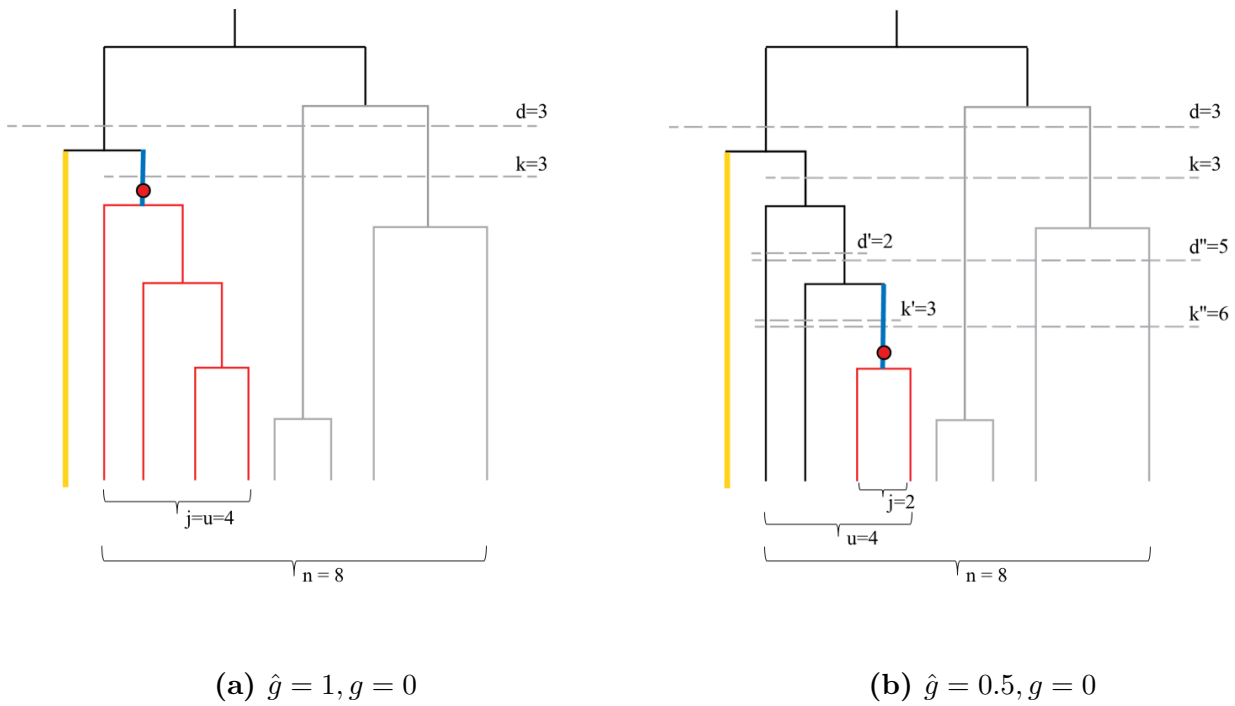 d=3
k=3
j=u=4
n = 8
(a) ĝ = 1, g = 0
d=3
k=3
d'=2
d''=5
k'=3
k''=6
j=2
u=4
n = 8
(b) ĝ = 0.5, g = 0